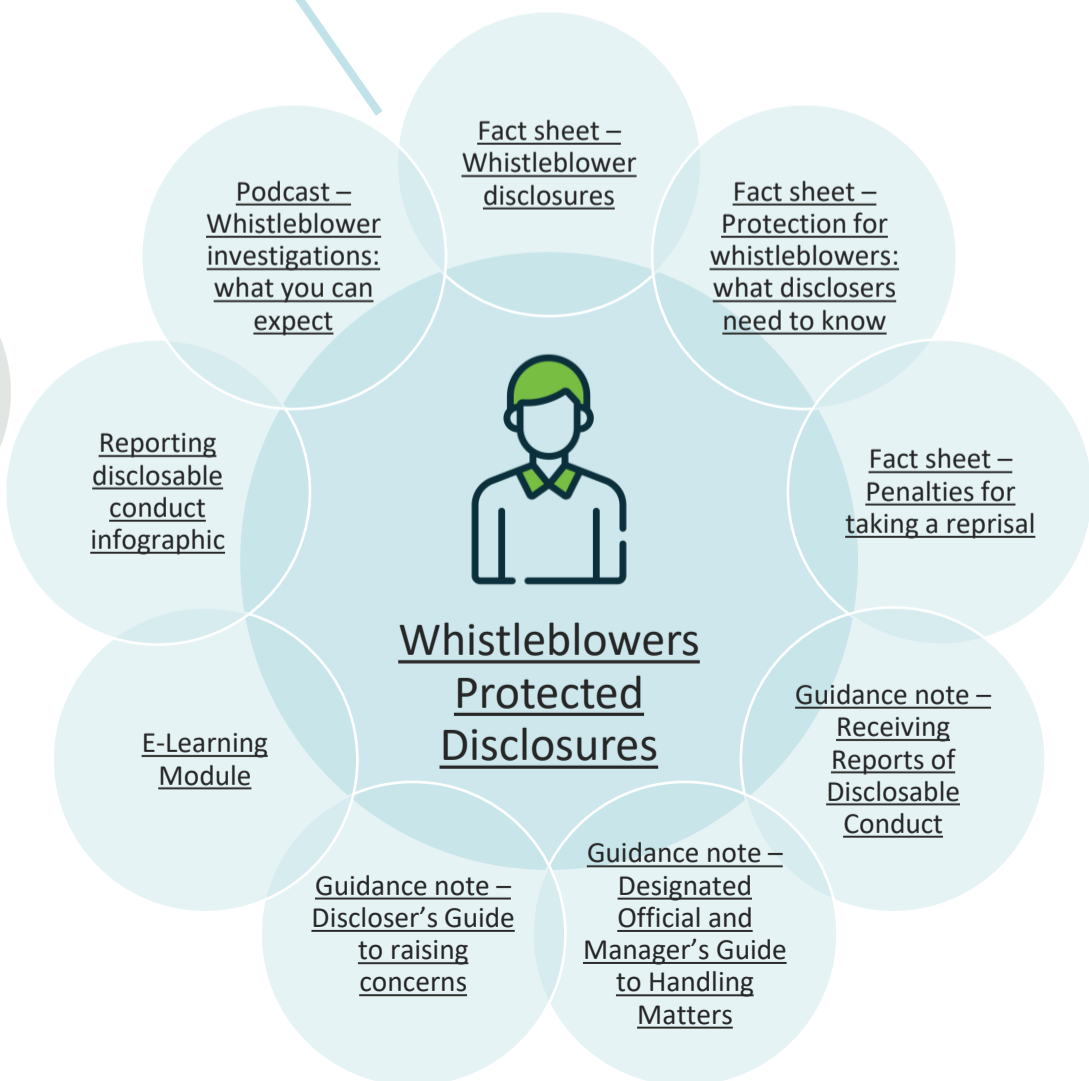 Fact sheet –
Whistleblower
disclosures
Fact sheet –
Protection for
whistleblowers:
what disclosers
need to know
Fact sheet –
Penalties for
taking a reprisal
Guidance note –
Receiving
Reports of
Disclosable
Conduct
Guidance note –
Designated
Official and
Manager’s Guide
to Handling
Matters
Guidance note –
Discloser’s Guide
to raising
concerns
E-Learning
Module
Reporting
disclosable
conduct
infographic
Podcast –
Whistleblower
investigations:
what you can
expect
Whistleblowers
Protected
Disclosures